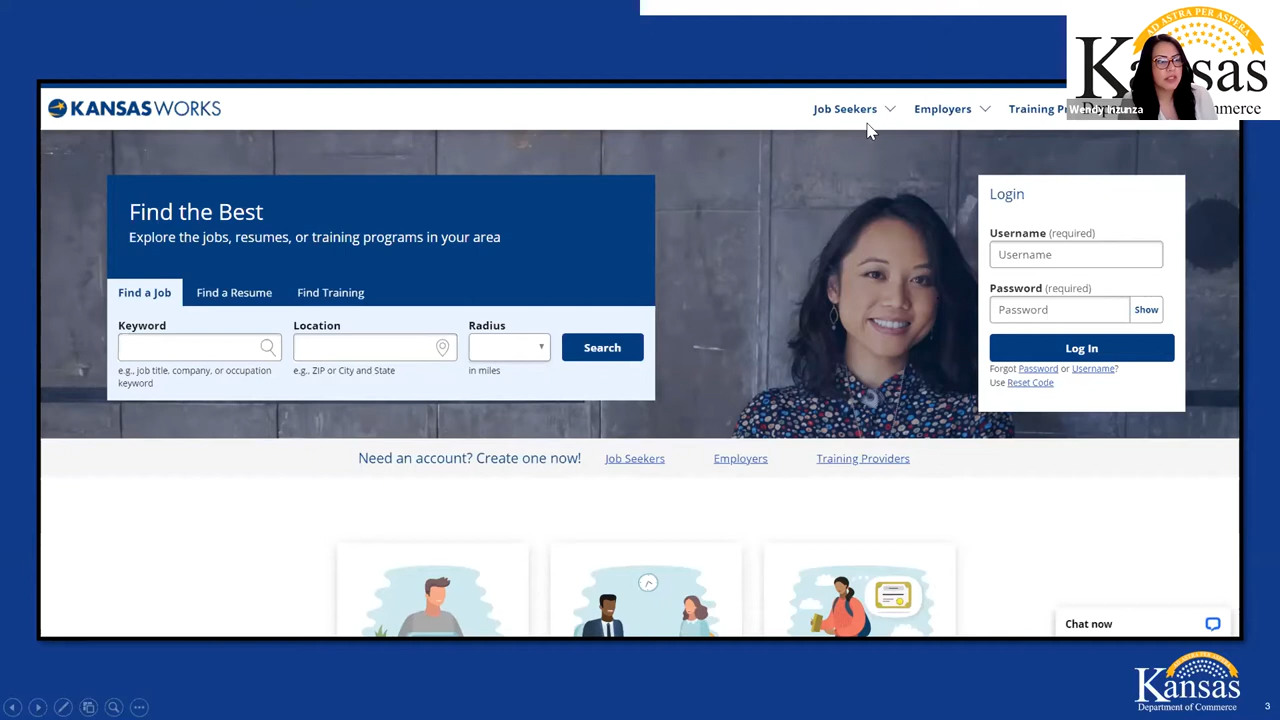 AD ASTRA PER ASPERA
Kansas
Wendy Inzunza
KANSASWORKS
Job Seekers
Employers
Training
Find the Best
Explore the jobs, resumes, or training programs in your area
Find a Job
Find a Resume
Find Training
Keyword
Location
Radius
Search
e.g., job title, company, or occupation
keyword
e.g., ZIP or City and State
in miles
Login
Username (required)
Username
Password (required)
Password
Show
Log In
Forgot Password or Username?
Use Reset Code
Need an account? Create one now!
Job Seekers
Employers
Training Providers
Chat now
Kansas
Department of Commerce
3